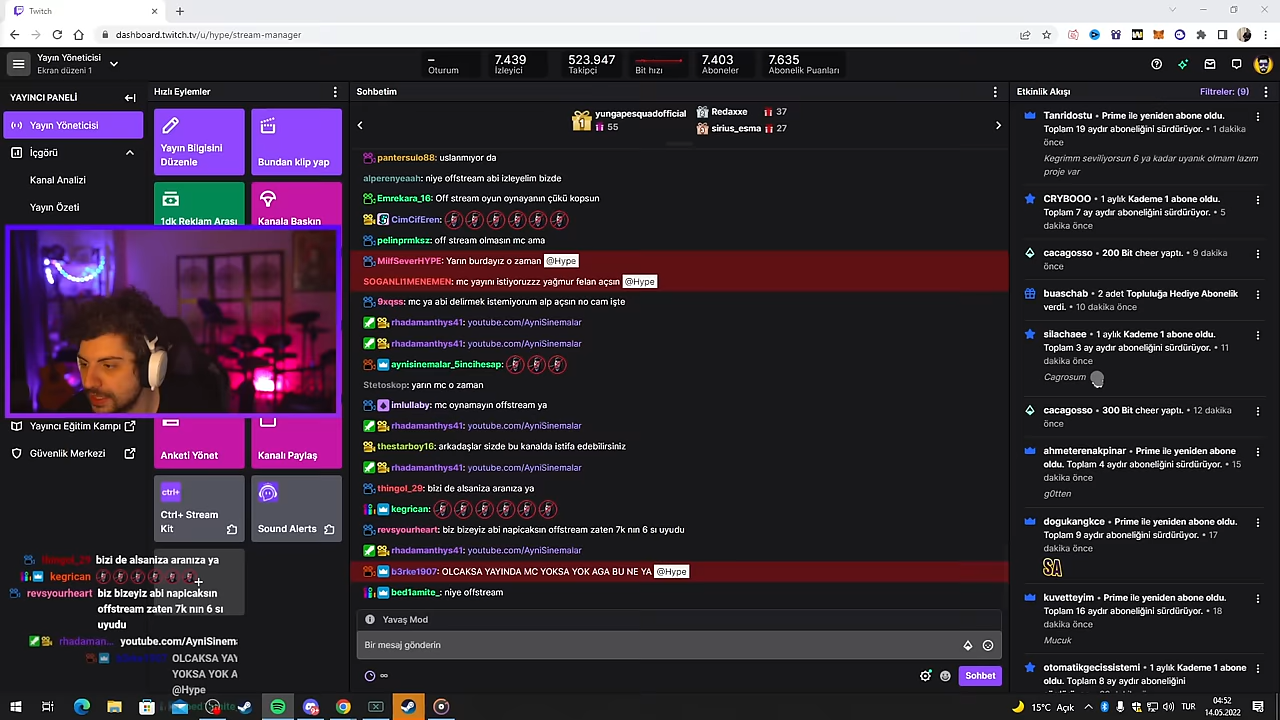 Twitch
dashboard.twitch.tv/u/hype/stream-manager
Yayın Yöneticisi
Ekran düzeni 1
–
Oturum
7.439
İzleyici
523.947
Takipçi
Bit hızı
7.403
Aboneler
7.635
Abonelik Puanları
YAYINCI PANELİ
Yayın Yöneticisi
İçgörü
Kanal Analizi
Yayın Özeti
Yayıncı Eğitim Kampı
Güvenlik Merkezi
Hızlı Eylemler
Yayın Bilgisini
Düzenle
Bundan klip yap
1dk Reklam Arası
Kanala Baskın
Anketi Yönet
Kanalı Paylaş
ctrl+
Ctrl+ Stream
Kit
Sound Alerts
thingol_29 bizi de alsaniza aranıza ya
kegrican
revsyourheart biz bizeyiz abi napicaksın
offstream zaten 7k nın 6 sı
uyudu
rhadaman... youtube.com/AyniSinema
OLCAKSA YAY
YOKSA YOK A
@Hype
Sohbetim
1
yungapesquadofficial
55
Redaxxe 37
sirius_esma 27
pantersulo88: uslanmıyor da
alperenyeaah: niye offstream abi izleyelim bizde
Emrekara_16: Off stream oyun oynayanın çükü kopsun
CimCifEren:
pelinprmksz: off stream olmasın mc ama
MilfSeverHYPE: Yarın burdayız o zaman @Hype
SOGANLI1MENEMEN: mc yayını istiyoruzzz yağmur felan açsın @Hype
9xqss: mc ya abi delirmek istemiyorum alp açsın no cam işte
rhadamanthys41: youtube.com/AyniSinemalar
rhadamanthys41: youtube.com/AyniSinemalar
aynisinemalar_5incihesap:
Stetoskop: yarın mc o zaman
imlullaby: mc oynamayın offstream ya
rhadamanthys41: youtube.com/AyniSinemalar
thestarboy16: arkadaşlar sizde bu kanalda istifa edebilirsiniz
rhadamanthys41: youtube.com/AyniSinemalar
thingol_29: bizi de alsaniza aranıza ya
kegrican:
revsyourheart: biz bizeyiz abi napicaksın offstream zaten 7k nın 6 sı uyudu
rhadamanthys41: youtube.com/AyniSinemalar
b3rke1907: OLCAKSA YAYINDA MC YOKSA YOK AGA BU NE YA @Hype
bed1amite_: niye offstream
Yavaş Mod
Bir mesaj gönderin
∞
Sohbet
Etkinlik Akışı
Filtreler: (9)
Tanridostu • Prime ile yeniden abone oldu.
Toplam 19 aydır aboneliğini sürdürüyor. • 1 dakika
önce
Kegrimm seviliyorsun 6 ya kadar uyanık olmam lazım
proje var
CRYBOOO • 1 aylık Kademe 1 abone oldu.
Toplam 7 ay aydır aboneliğini sürdürüyor. • 5
dakika önce
cacagosso • 200 Bit cheer yaptı. • 9 dakika
önce
buaschab • 2 adet Topluluğa Hediye Abonelik
verdi. • 10 dakika önce
silachaee • 1 aylık Kademe 1 abone oldu.
Toplam 3 ay aydır aboneliğini sürdürüyor. • 11
dakika önce
Cagrosum
cacagosso • 300 Bit cheer yaptı. • 12 dakika
önce
ahmeterenakpinar • Prime ile yeniden abone
oldu. Toplam 4 aydır aboneliğini sürdürüyor. • 15
dakika önce
g0tten
dogukangkce • Prime ile yeniden abone oldu.
Toplam 9 aydır aboneliğini sürdürüyor. • 17
dakika önce
SA
kuvetteyim • Prime ile yeniden abone oldu.
Toplam 16 aydır aboneliğini sürdürüyor. • 18
dakika önce
Mucuk
otomatikgecissistemi • 1 aylık Kademe 1 abone
oldu. Toplam 8 ay aydır aboneliğini
15°C Açık
TUR
04:52
14.05.2022